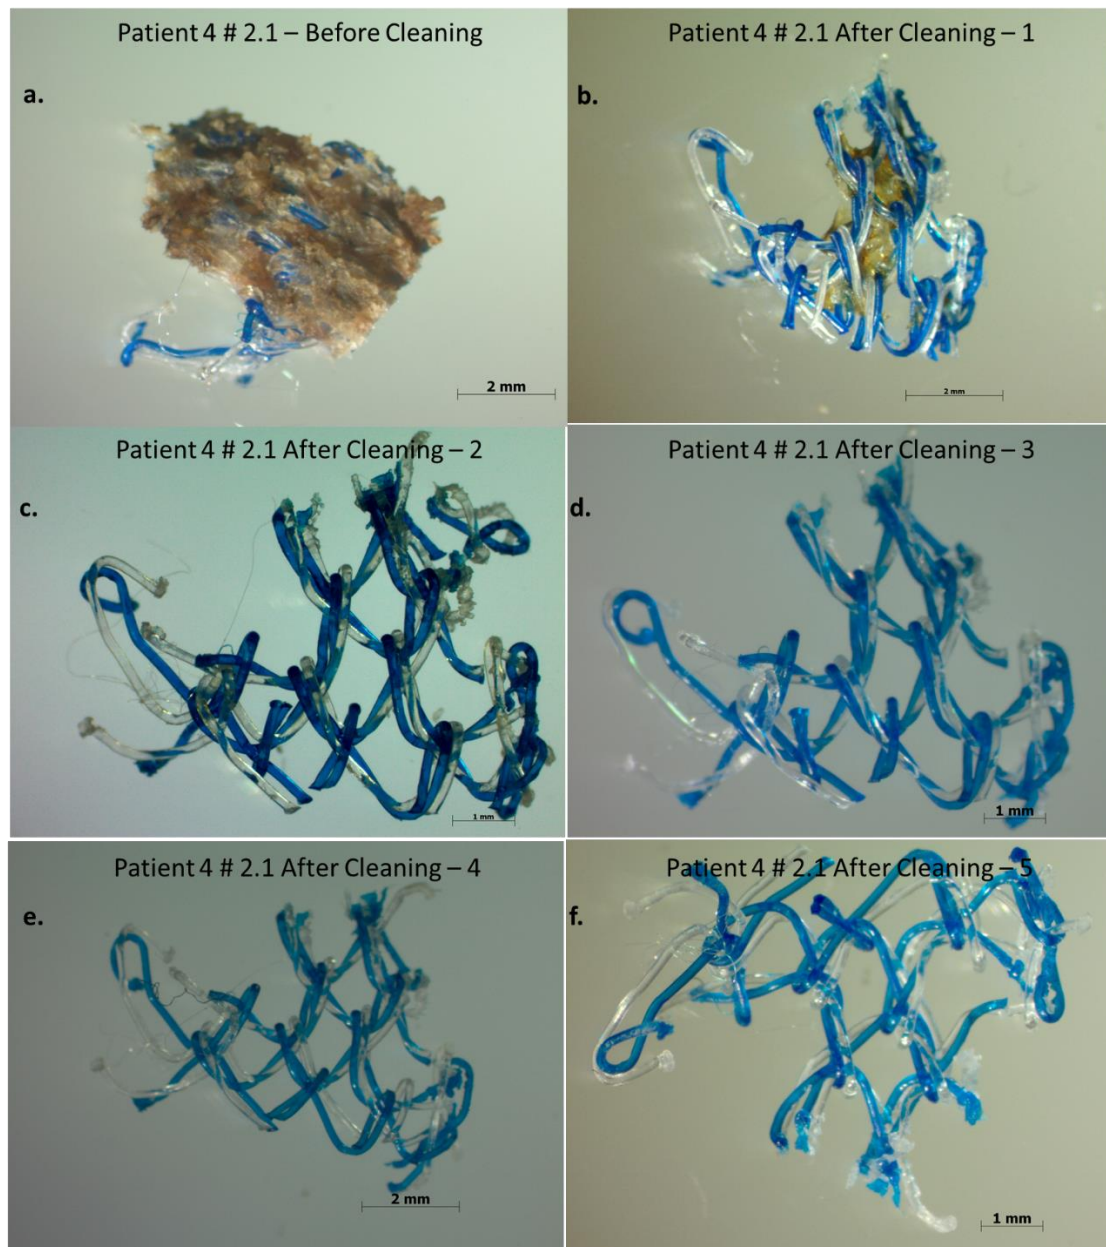 Patient 4 # 2.1 – Before Cleaning
a.
2 mm
Patient 4 # 2.1 After Cleaning – 1
b.
2 mm
Patient 4 # 2.1 After Cleaning – 2
c.
1 mm
Patient 4 # 2.1 After Cleaning – 3
d.
1 mm
Patient 4 # 2.1 After Cleaning – 4
e.
2 mm
Patient 4 # 2.1 After Cleaning – 5
f.
1 mm